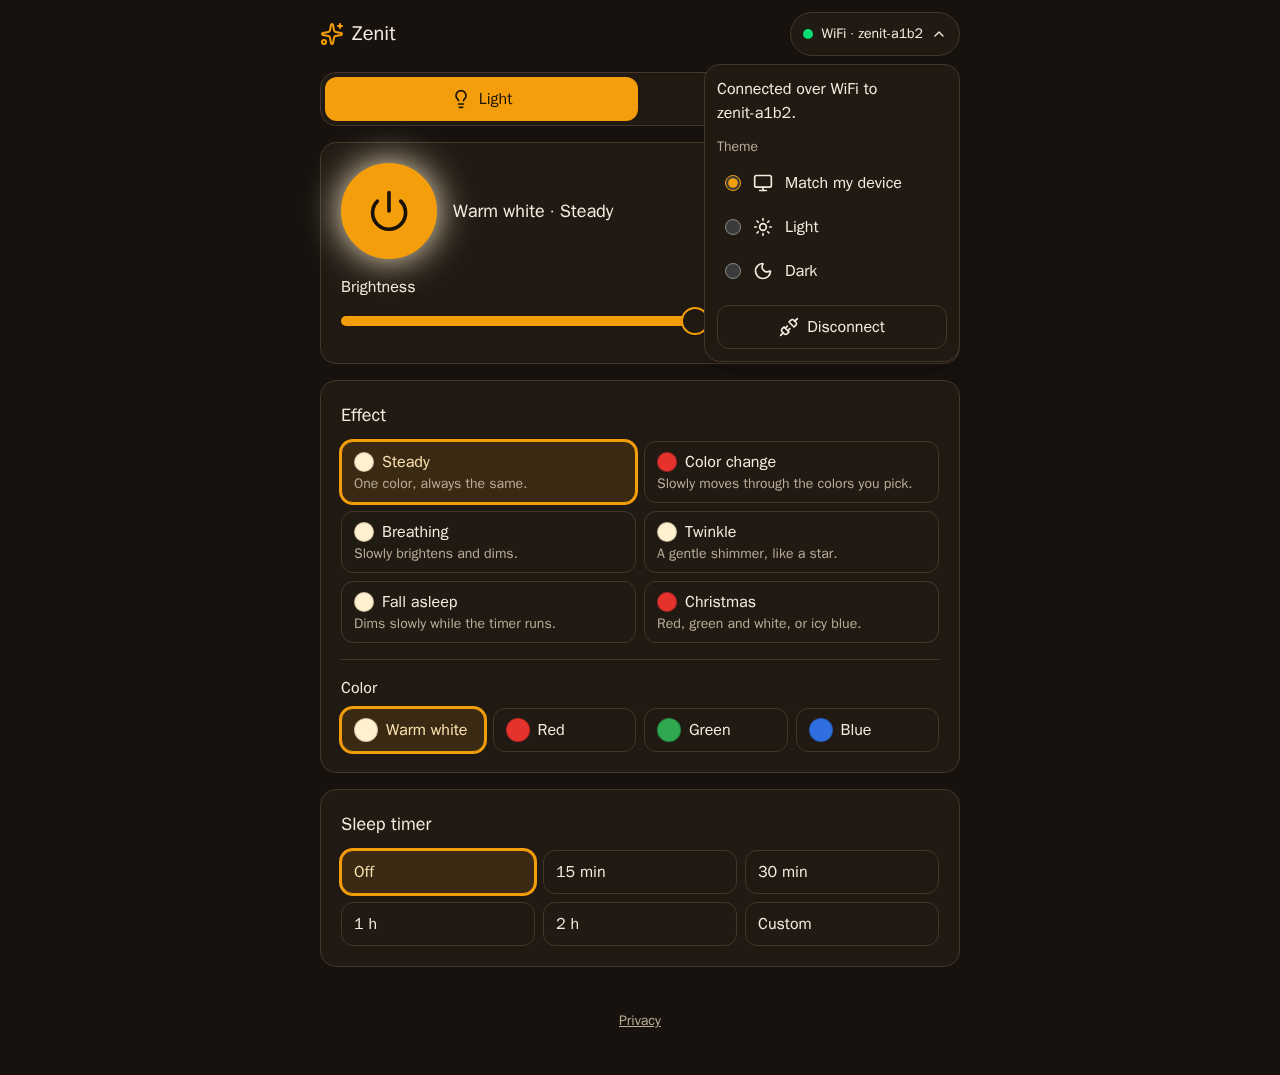 Zenit
WiFi · zenit-a1b2
Light
Connected over WiFi to
zenit-a1b2.
Theme
Match my device
Light
Dark
Disconnect
Warm white · Steady
Brightness
Effect
Steady
One color, always the same.
Color change
Slowly moves through the colors you pick.
Breathing
Slowly brightens and dims.
Twinkle
A gentle shimmer, like a star.
Fall asleep
Dims slowly while the timer runs.
Christmas
Red, green and white, or icy blue.
Color
Warm white
Red
Green
Blue
Sleep timer
Off
15 min
30 min
1 h
2 h
Custom
Privacy